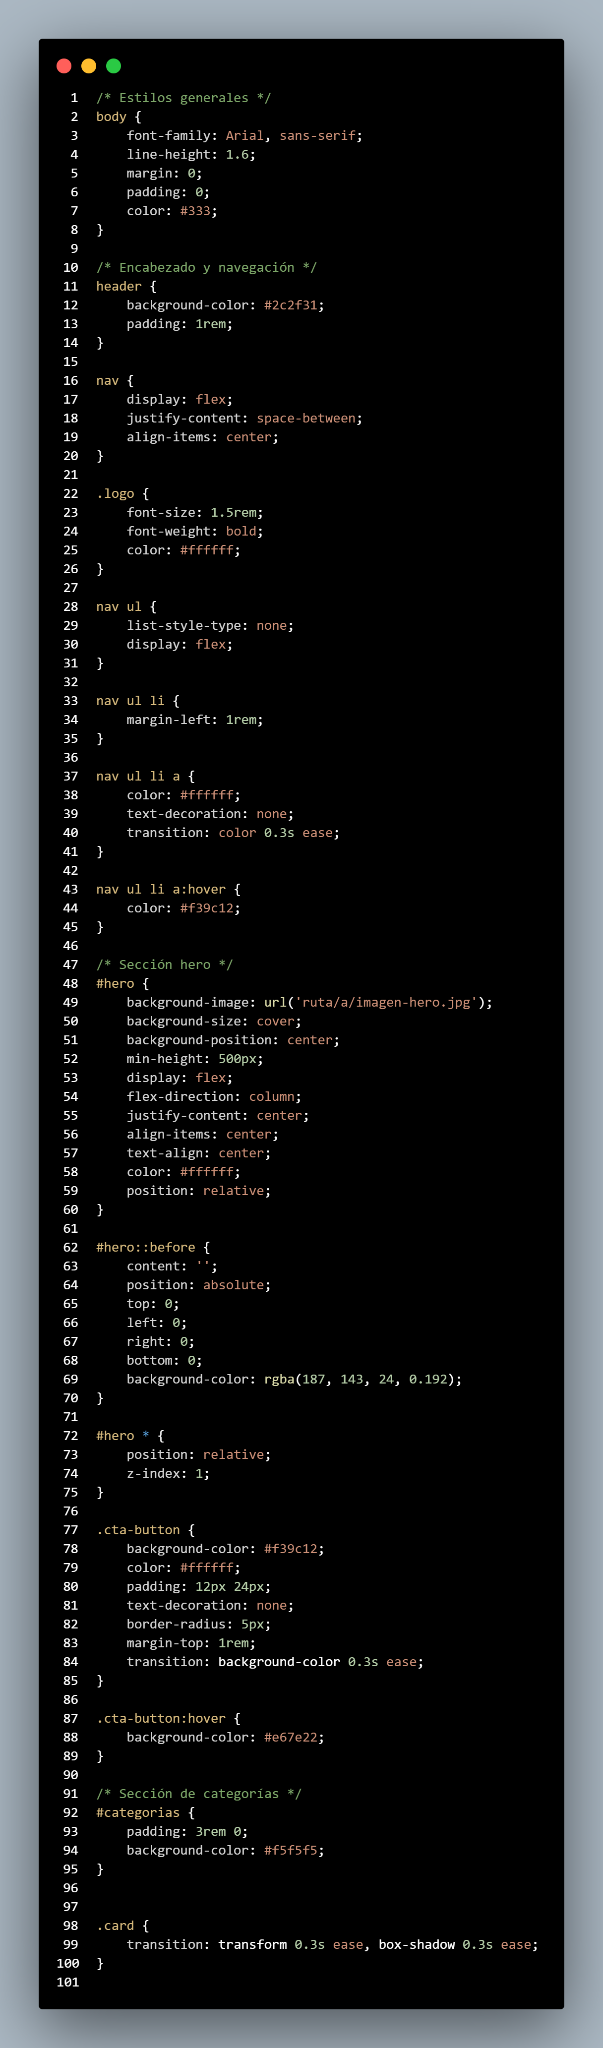 1 /* Estilos generales */
2 body {
3     font-family: Arial, sans-serif;
4     line-height: 1.6;
5     margin: 0;
6     padding: 0;
7     color: #333;
8 }
9
10 /* Encabezado y navegación */
11 header {
12     background-color: #2c2f31;
13     padding: 1rem;
14 }
15
16 nav {
17     display: flex;
18     justify-content: space-between;
19     align-items: center;
20 }
21
22 .logo {
23     font-size: 1.5rem;
24     font-weight: bold;
25     color: #ffffff;
26 }
27
28 nav ul {
29     list-style-type: none;
30     display: flex;
31 }
32
33 nav ul li {
34     margin-left: 1rem;
35 }
36
37 nav ul li a {
38     color: #ffffff;
39     text-decoration: none;
40     transition: color 0.3s ease;
41 }
42
43 nav ul li a:hover {
44     color: #f39c12;
45 }
46
47 /* Sección hero */
48 #hero {
49     background-image: url('ruta/a/imagen-hero.jpg');
50     background-size: cover;
51     background-position: center;
52     min-height: 500px;
53     display: flex;
54     flex-direction: column;
55     justify-content: center;
56     align-items: center;
57     text-align: center;
58     color: #ffffff;
59     position: relative;
60 }
61
62 #hero::before {
63     content: '';
64     position: absolute;
65     top: 0;
66     left: 0;
67     right: 0;
68     bottom: 0;
69     background-color: rgba(187, 143, 24, 0.192);
70 }
71
72 #hero * {
73     position: relative;
74     z-index: 1;
75 }
76
77 .cta-button {
78     background-color: #f39c12;
79     color: #ffffff;
80     padding: 12px 24px;
81     text-decoration: none;
82     border-radius: 5px;
83     margin-top: 1rem;
84     transition: background-color 0.3s ease;
85 }
86
87 .cta-button:hover {
88     background-color: #e67e22;
89 }
90
91 /* Sección de categorías */
92 #categorias {
93     padding: 3rem 0;
94     background-color: #f5f5f5;
95 }
96
97
98 .card {
99     transition: transform 0.3s ease, box-shadow 0.3s ease;
100 }
101